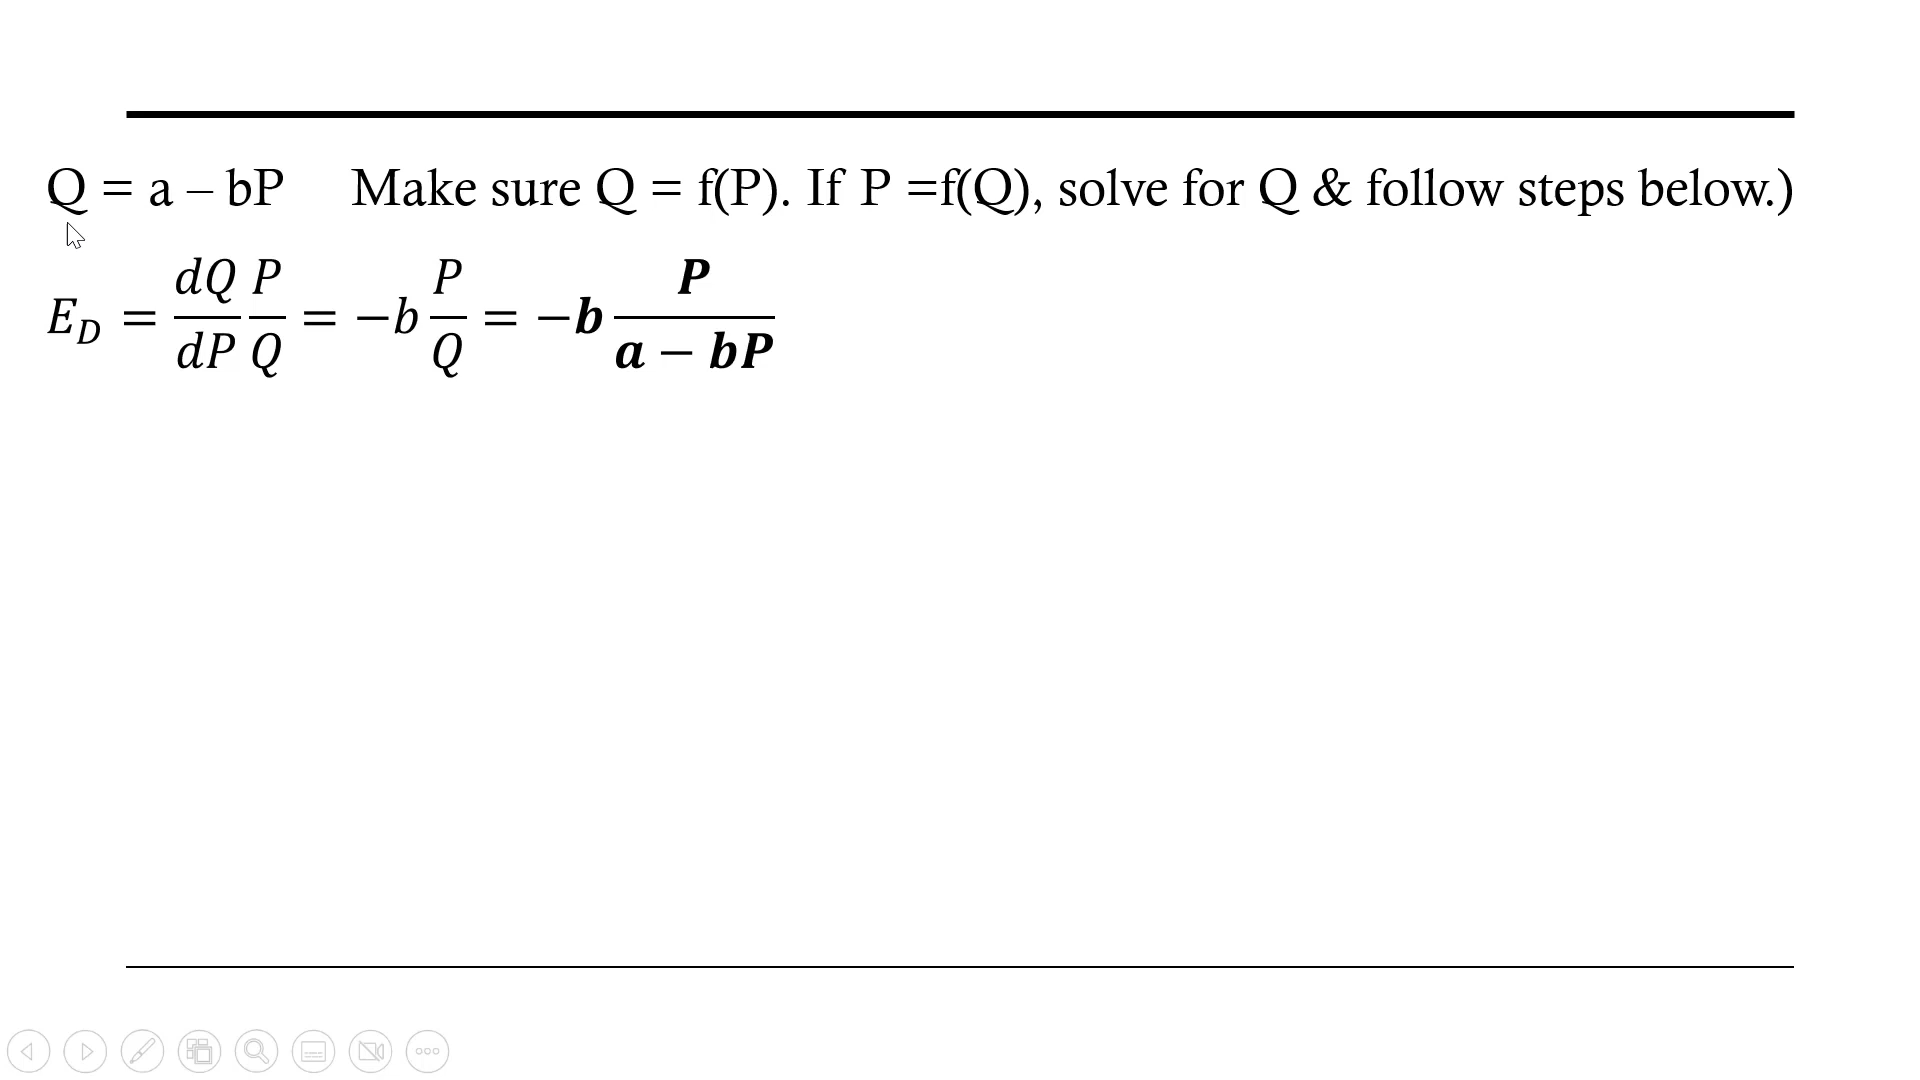 Q = a – bP Make sure Q = f(P). If P =f(Q), solve for Q & follow steps below.)
E_D = dQ/dP P/Q = −b P/Q = −b P/(a − bP)